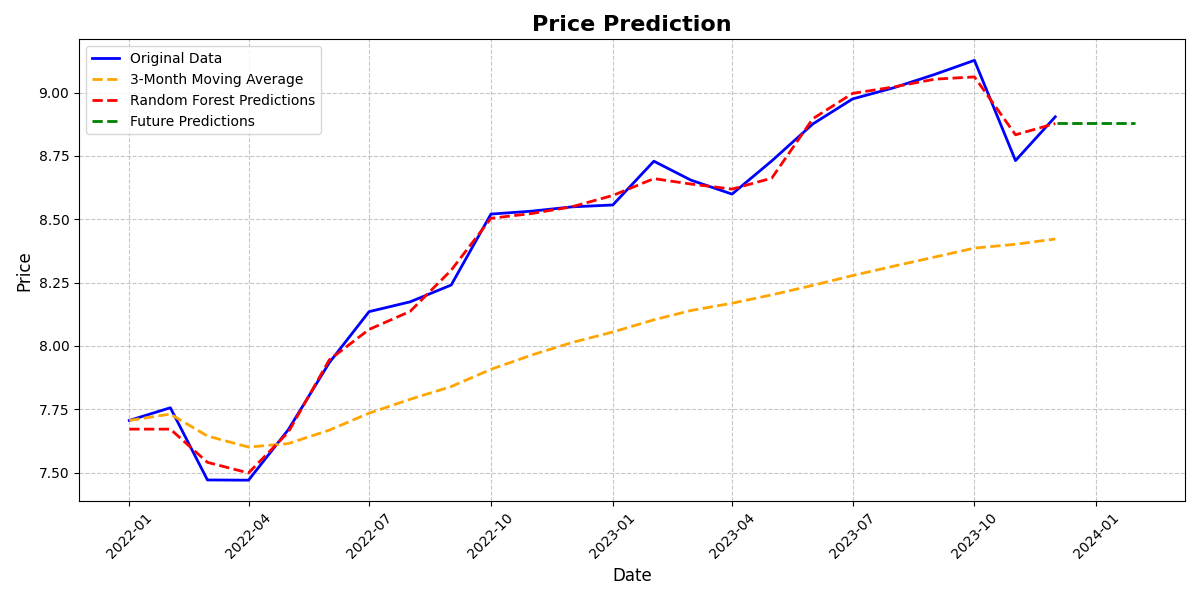 Price Prediction
Original Data
3-Month Moving Average
Random Forest Predictions
Future Predictions
Price
9.00
8.75
8.50
8.25
8.00
7.75
7.50
2022-01
2022-04
2022-07
2022-10
2023-01
2023-04
2023-07
2023-10
2024-01
Date